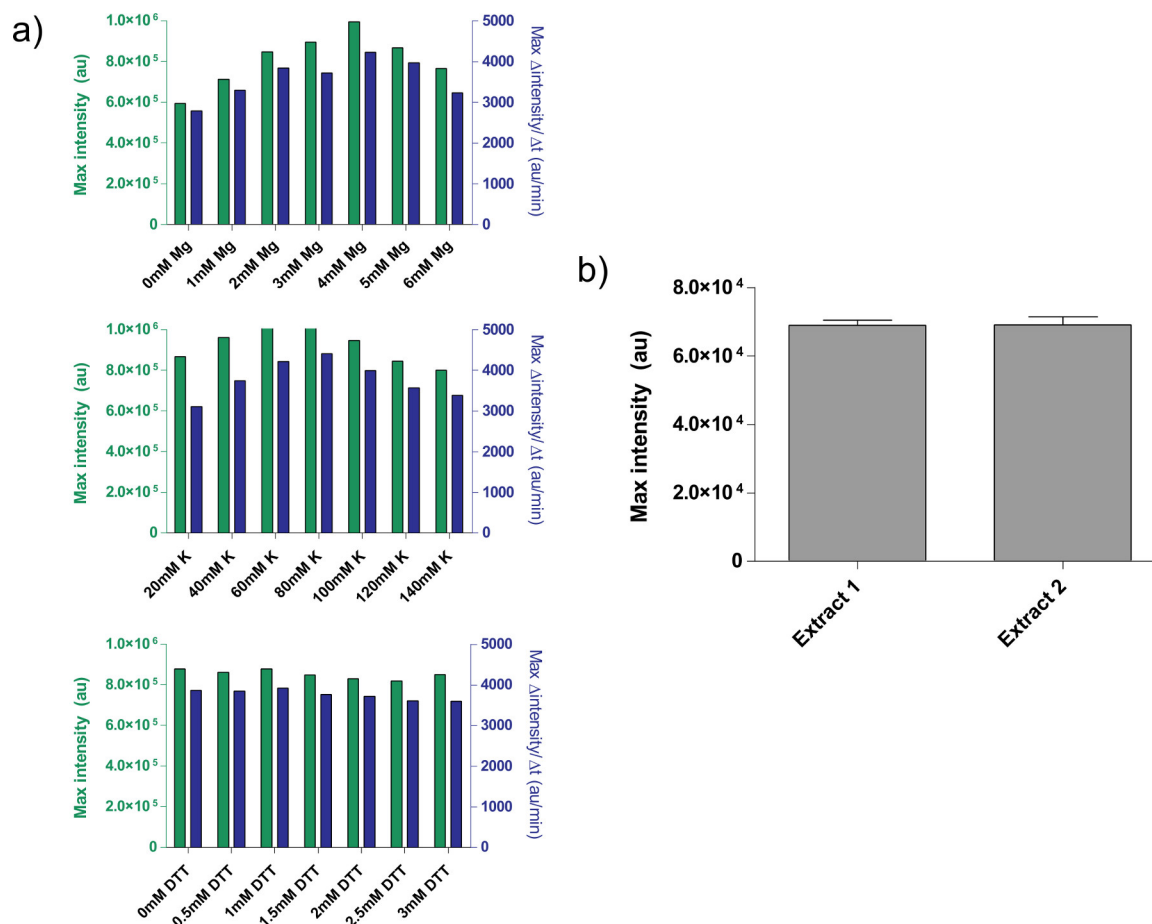 a)
1.0×10⁶
8.0×10⁵
6.0×10⁵
4.0×10⁵
2.0×10⁵
0
Max intensity (au)
5000
4000
3000
2000
1000
0
Max Δintensity/Δt (au/min)
0mM Mg
1mM Mg
2mM Mg
3mM Mg
4mM Mg
5mM Mg
6mM Mg
1.0×10⁶
8.0×10⁵
6.0×10⁵
4.0×10⁵
2.0×10⁵
0
Max intensity (au)
5000
4000
3000
2000
1000
0
Max Δintensity/Δt (au/min)
20mM K
40mM K
60mM K
80mM K
100mM K
120mM K
140mM K
1.0×10⁶
8.0×10⁵
6.0×10⁵
4.0×10⁵
2.0×10⁵
0
Max intensity (au)
5000
4000
3000
2000
1000
0
Max Δintensity/Δt (au/min)
0mM DTT
0.5mM DTT
1mM DTT
1.5mM DTT
2mM DTT
2.5mM DTT
3mM DTT
b)
8.0×10⁴
6.0×10⁴
4.0×10⁴
2.0×10⁴
0
Max intensity (au)
Extract 1
Extract 2